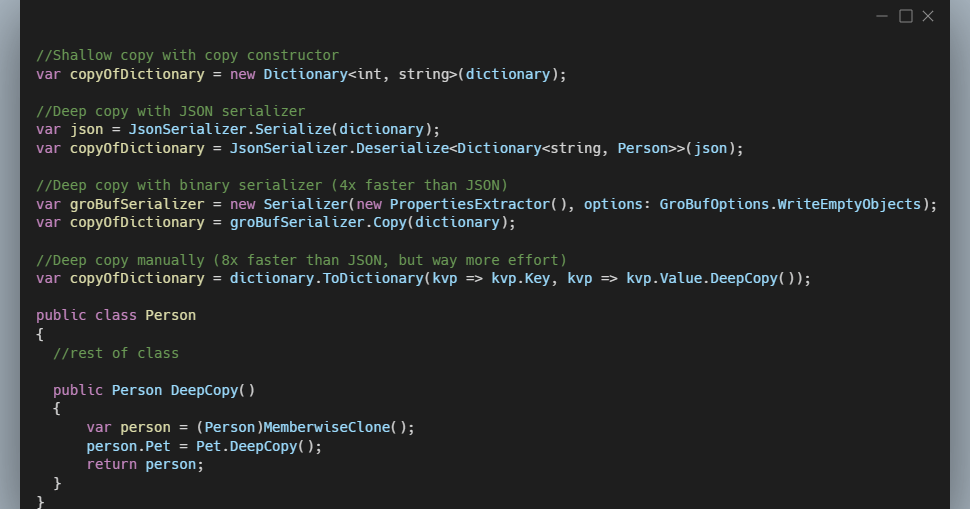 //Shallow copy with copy constructor
var copyOfDictionary = new Dictionary<int, string>(dictionary);
//Deep copy with JSON serializer
var json = JsonSerializer.Serialize(dictionary);
var copyOfDictionary = JsonSerializer.Deserialize<Dictionary<string, Person>>(json);
//Deep copy with binary serializer (4x faster than JSON)
var groBufSerializer = new Serializer(new PropertiesExtractor(), options: GroBufOptions.WriteEmptyObjects);
var copyOfDictionary = groBufSerializer.Copy(dictionary);
//Deep copy manually (8x faster than JSON, but way more effort)
var copyOfDictionary = dictionary.ToDictionary(kvp => kvp.Key, kvp => kvp.Value.DeepCopy());
public class Person
{
  //rest of class
  public Person DeepCopy()
  {
      var person = (Person)MemberwiseClone();
      person.Pet = Pet.DeepCopy();
      return person;
  }
}